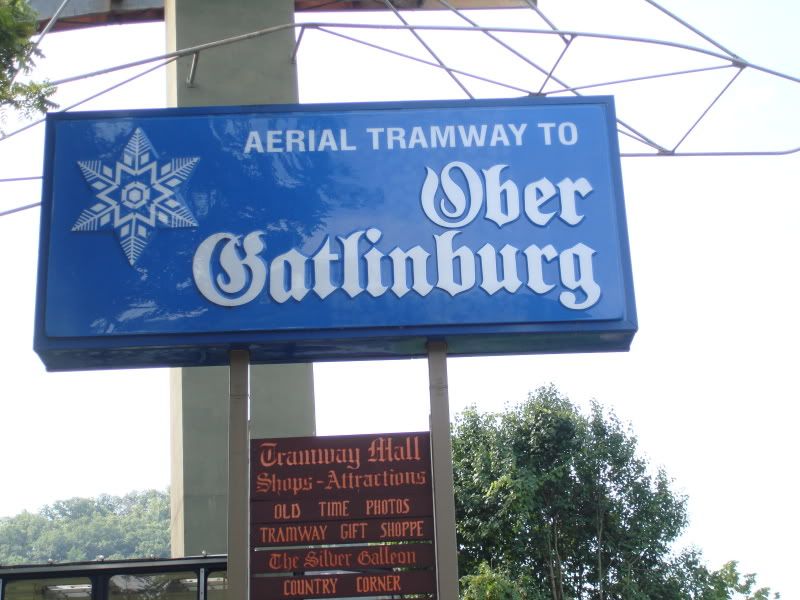 AERIAL TRAMWAY TO
Ober
Gatlinburg
Tramway Mall
Shops-Attractions
OLD TIME PHOTOS
TRAMWAY GIFT SHOPPE
The Silver Galleon
COUNTRY CORNER